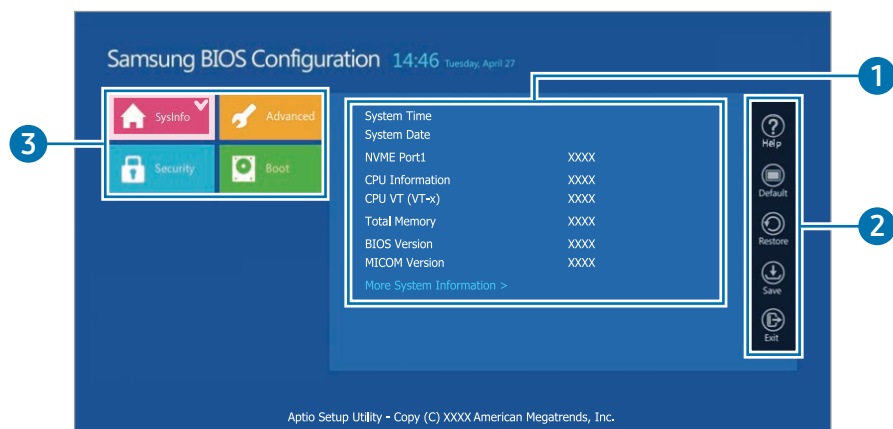 Samsung BIOS Configuration 14:46 Tuesday, April 27
1
3
SysInfo
Advanced
Security
Boot
System Time
System Date
NVME Port1 XXXX
CPU Information XXXX
CPU VT (VT-x) XXXX
Total Memory XXXX
BIOS Version XXXX
MICOM Version XXXX
More System Information >
Help
Default
Restore
Save
Exit
2
Aptio Setup Utility - Copy (C) XXXX American Megatrends, Inc.